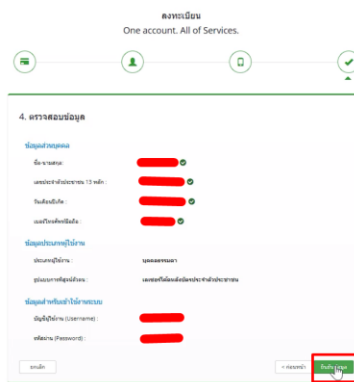 ลงทะเบียน
One account. All of Services.
4. ตรวจสอบข้อมูล
ข้อมูลส่วนบุคคล
ชื่อ-นามสกุล:
เลขประจำตัวประชาชน 13 หลัก :
วันเดือนปีเกิด :
เบอร์โทรศัพท์มือถือ :
ข้อมูลประเภทผู้ใช้งาน
ประเภทผู้ใช้งาน : บุคคลธรรมดา
รูปแบบการพิสูจน์ตัวตน : เลเซอร์ไอดีหลังบัตรประจำตัวประชาชน
ข้อมูลสำหรับเข้าใช้งานระบบ
บัญชีผู้ใช้งาน (Username) :
รหัสผ่าน (Password) :
ยกเลิก < ก่อนหน้า